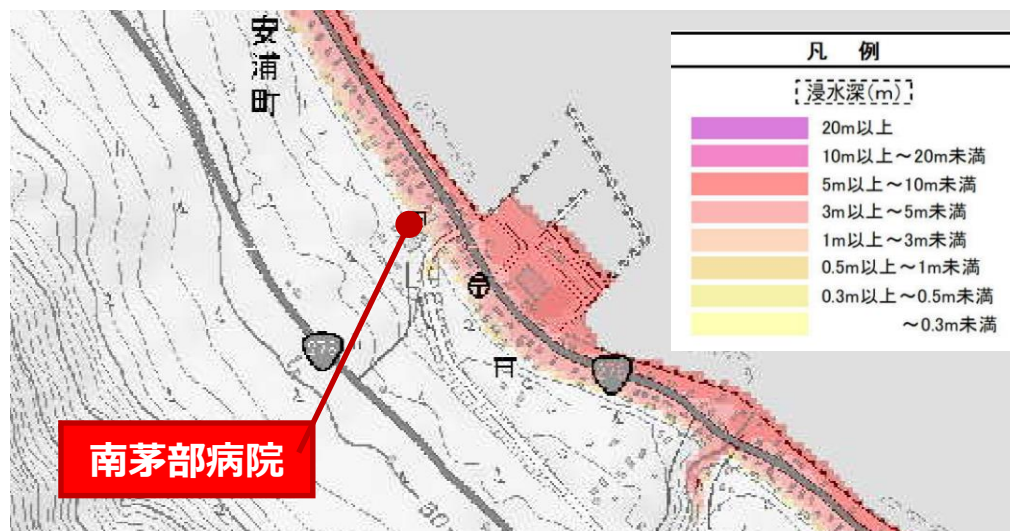 安浦町
凡 例
浸水深(m)
20m以上
10m以上～20m未満
5m以上～10m未満
3m以上～5m未満
1m以上～3m未満
0.5m以上～1m未満
0.3m以上～0.5m未満
～0.3m未満
南茅部病院